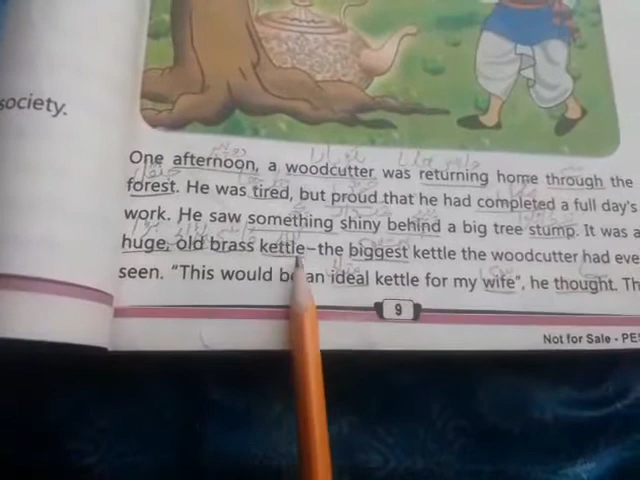 society.
One afternoon, a woodcutter was returning home through the
forest. He was tired, but proud that he had completed a full day's
work. He saw something shiny behind a big tree stump. It was a
huge, old brass kettle–the biggest kettle the woodcutter had eve
seen. "This would be an ideal kettle for my wife", he thought. Th
9
Not for Sale - PES